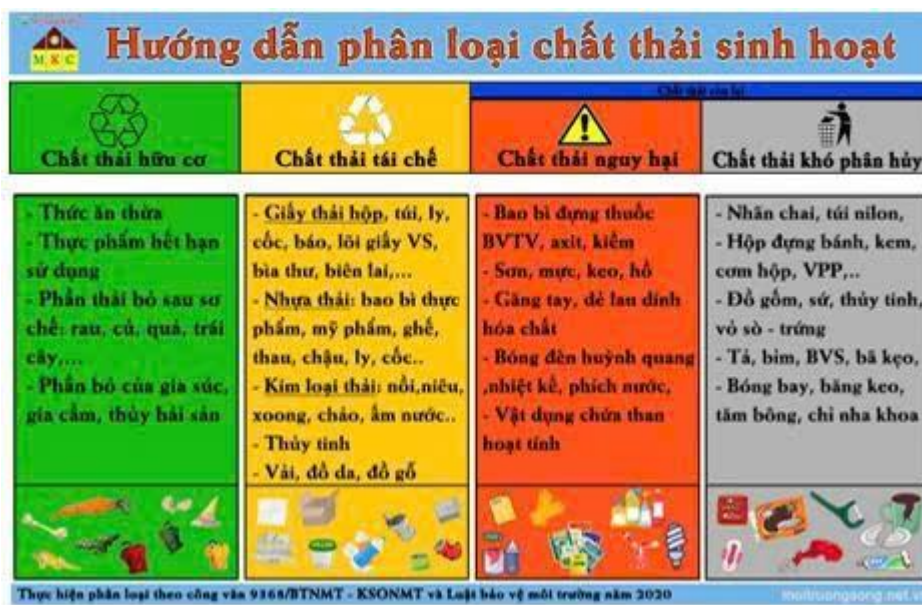 MKC
Hướng dẫn phân loại chất thải sinh hoạt
Chất thải còn lại
Chất thải hữu cơ
Chất thải tái chế
Chất thải nguy hại
Chất thải khó phân hủy
- Thức ăn thừa
- Thực phẩm hết hạn
sử dụng
- Phần thải bỏ sau sơ
chế: rau, củ, quả, trái
cây,...
- Phần bỏ của gia súc,
gia cầm, thủy hải sản
- Giấy thải hộp, túi, ly,
cốc, báo, lõi giấy VS,
bìa thư, biên lai,...
- Nhựa thải: bao bì thực
phẩm, mỹ phẩm, ghế,
thau, chậu, ly, cốc..
- Kim loại thải: nồi,niêu,
xoong, chảo, ấm nước..
- Thủy tinh
- Vải, đồ da, đồ gỗ
- Bao bì đựng thuốc
BVTV, axit, kiềm
- Sơn, mực, keo, hồ
- Găng tay, dẻ lau dính
hóa chất
- Bóng đèn huỳnh quang
,nhiệt kế, phích nước,
- Vật dụng chứa than
hoạt tính
- Nhãn chai, túi nilon,
- Hộp đựng bánh, kem,
cơm hộp, VPP,..
- Đồ gốm, sứ, thủy tinh,
vỏ sò - trứng
- Tả, bỉm, BVS, bã kẹo,
- Bóng bay, băng keo,
tăm bông, chỉ nha khoa
Thực hiện phân loại theo công văn 9368/BTNMT - KSONMT và Luật bảo vệ môi trường năm 2020
moitruongsong.net.v